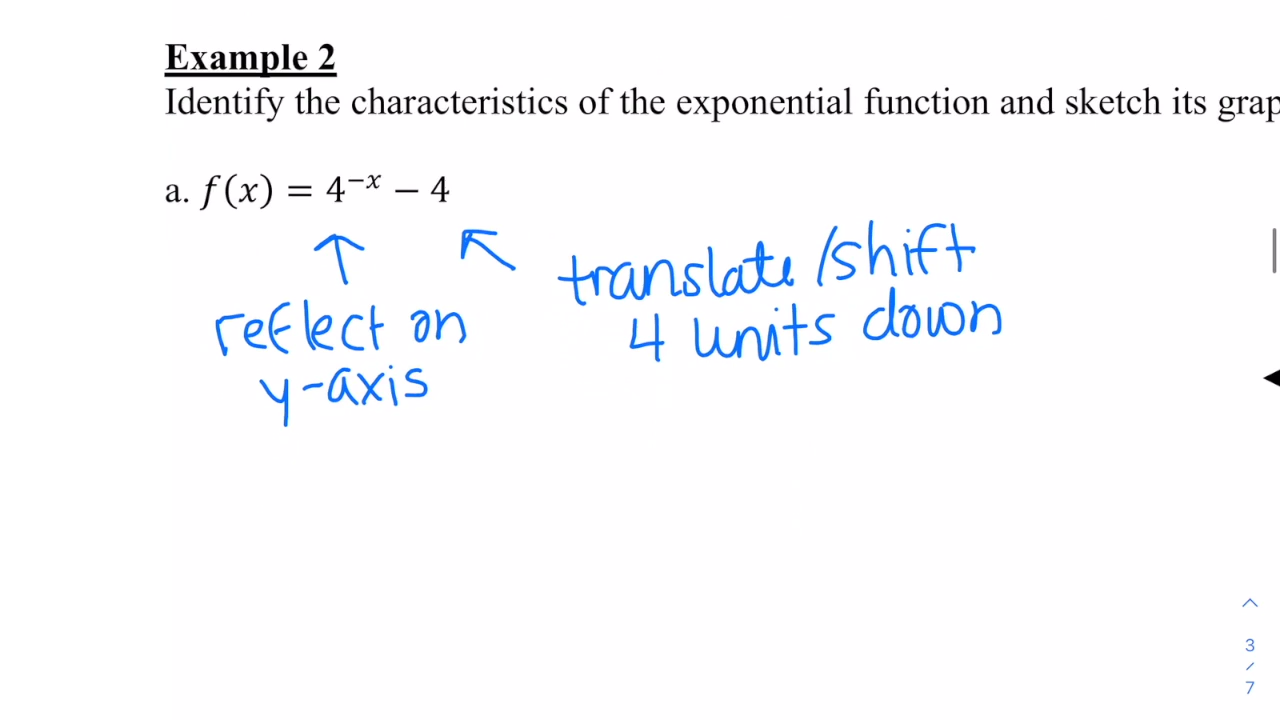 Example 2
Identify the characteristics of the exponential function and sketch its grap
a. f(x) = 4^{-x} − 4
translate/shift
4 units down
reflect on
y-axis
3
/
7